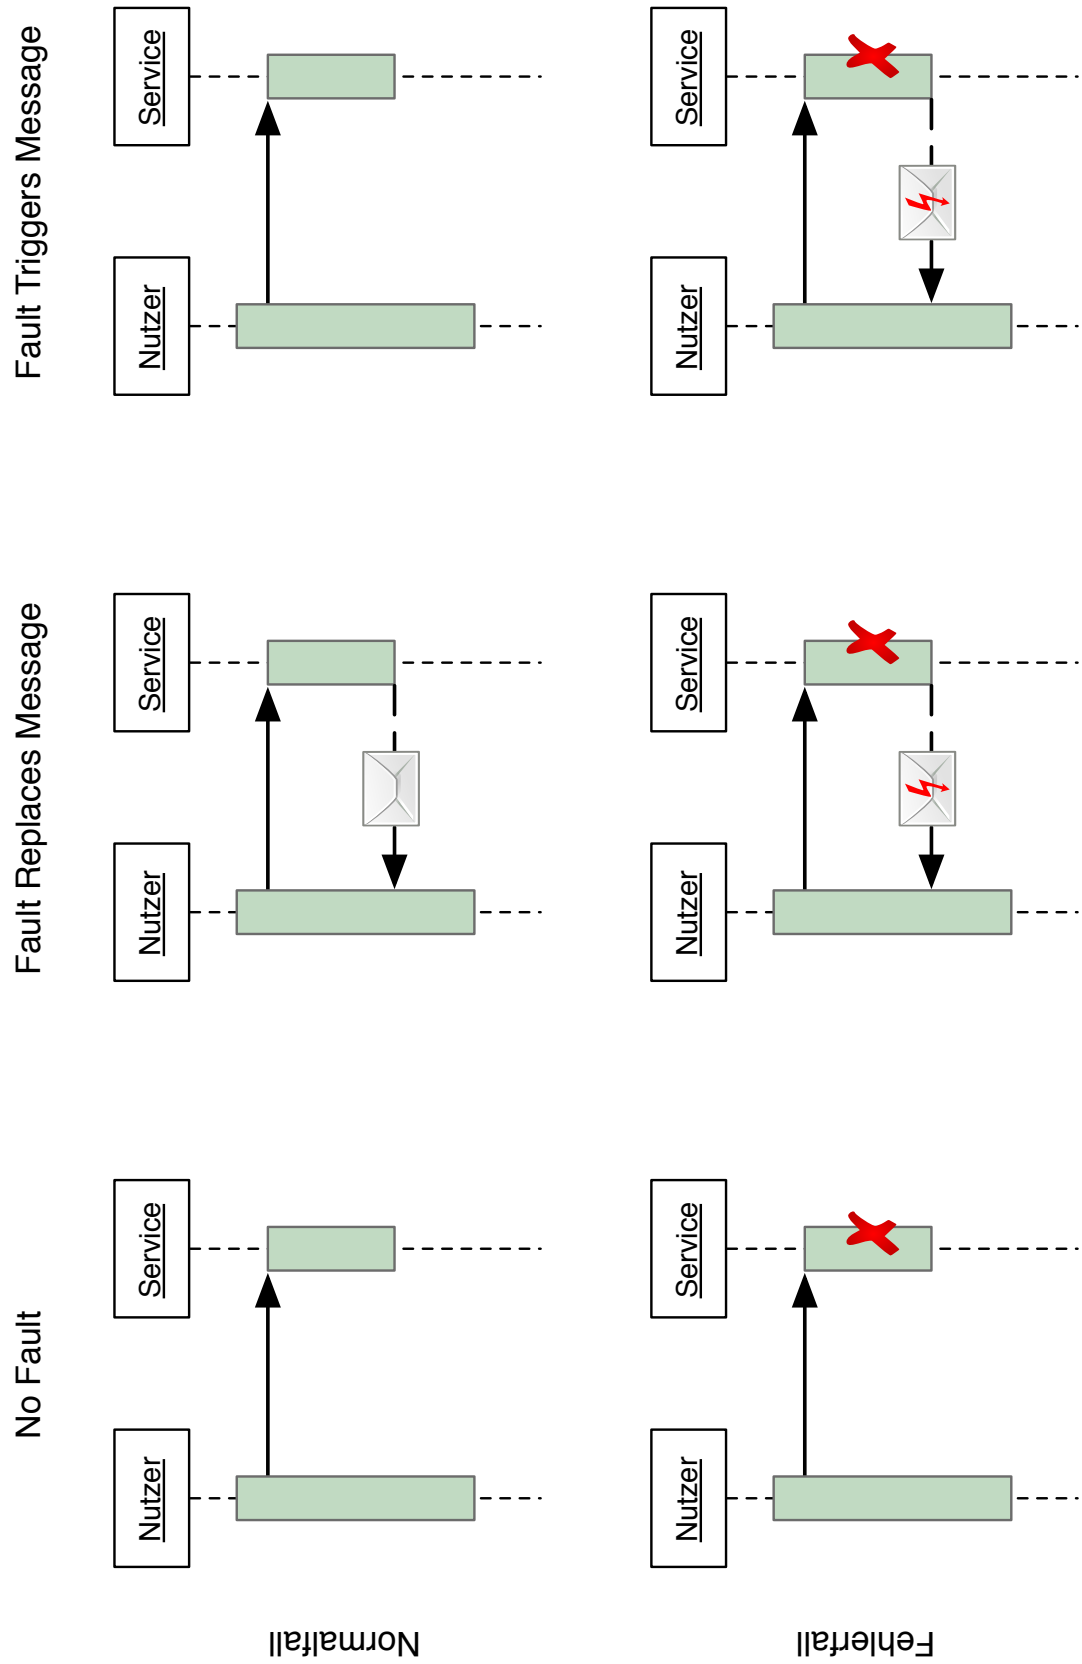 No Fault
Fault Replaces Message
Fault Triggers Message
Normalfall
Nutzer
Service
Nutzer
Service
Nutzer
Service
Fehlerfall
Nutzer
Service
Nutzer
Service
Nutzer
Service